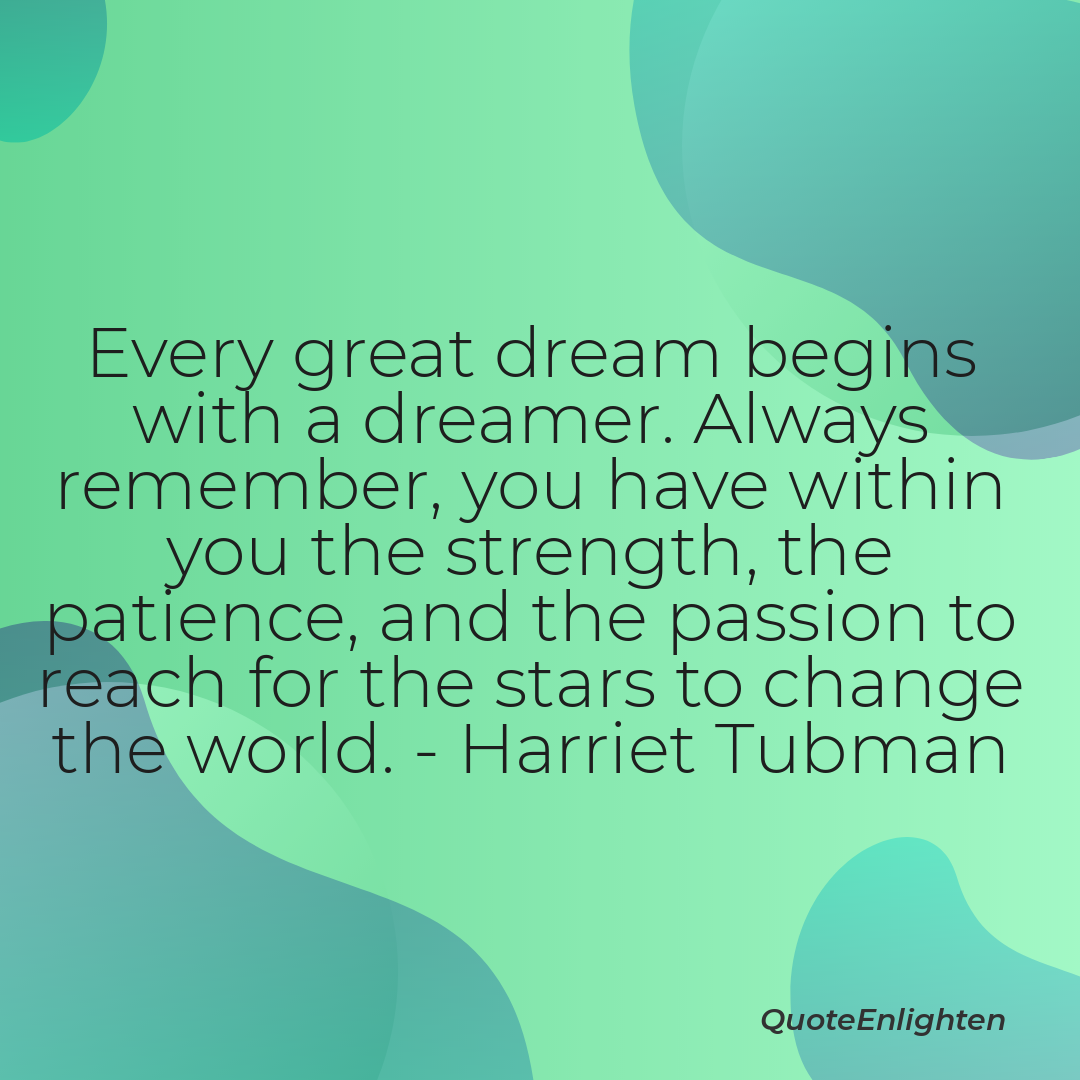 Every great dream begins
with a dreamer. Always
remember, you have within
you the strength, the
patience, and the passion to
reach for the stars to change
the world. - Harriet Tubman
QuoteEnlighten